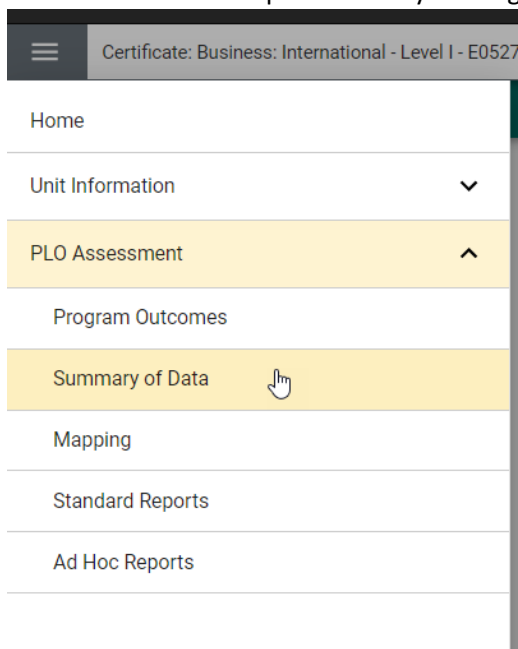 Certificate: Business: International - Level I - E0527
Home
Unit Information
PLO Assessment
Program Outcomes
Summary of Data
Mapping
Standard Reports
Ad Hoc Reports